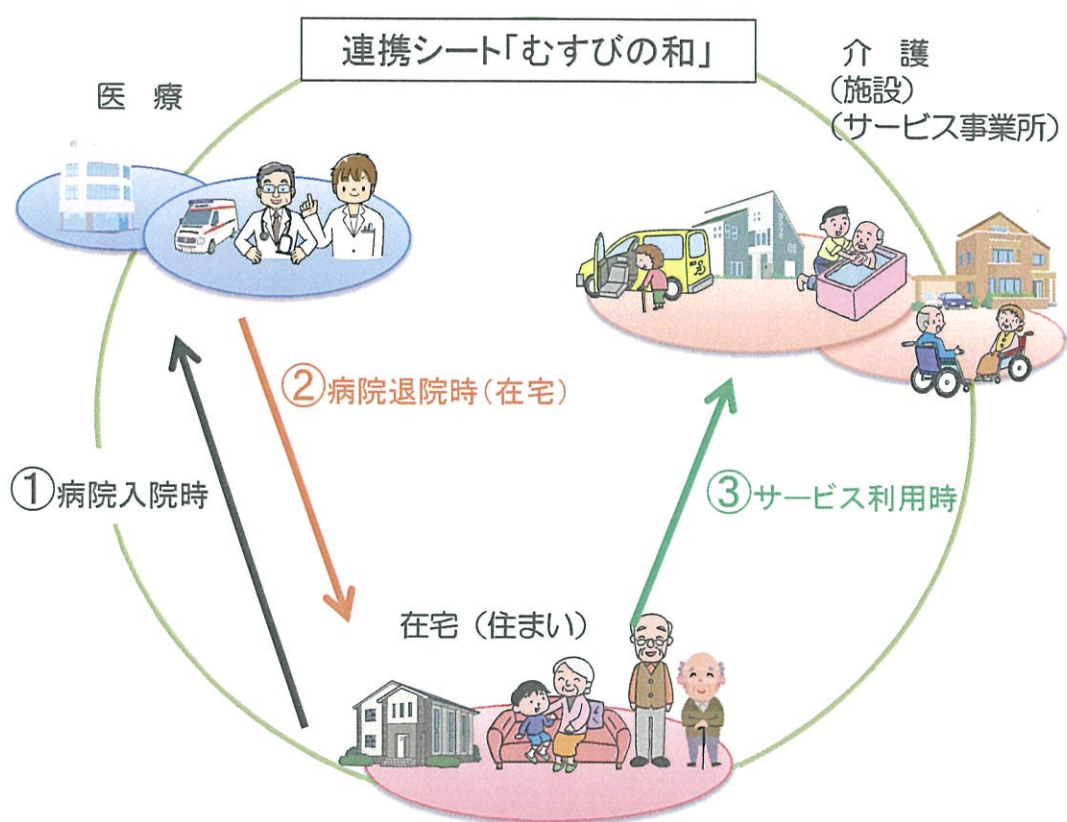 連携シート「むすびの和」
医　療
介　護
(施設)
(サービス事業所)
②病院退院時(在宅)
①病院入院時
③サービス利用時
在宅（住まい）